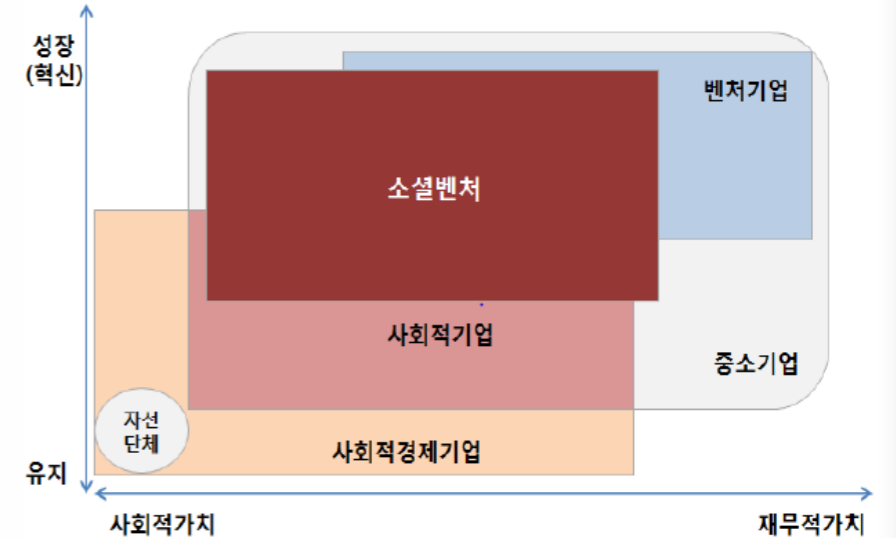 성장
(혁신)
벤처기업
소셜벤처
사회적기업
중소기업
자선
단체
사회적경제기업
유지
사회적가치
재무적가치